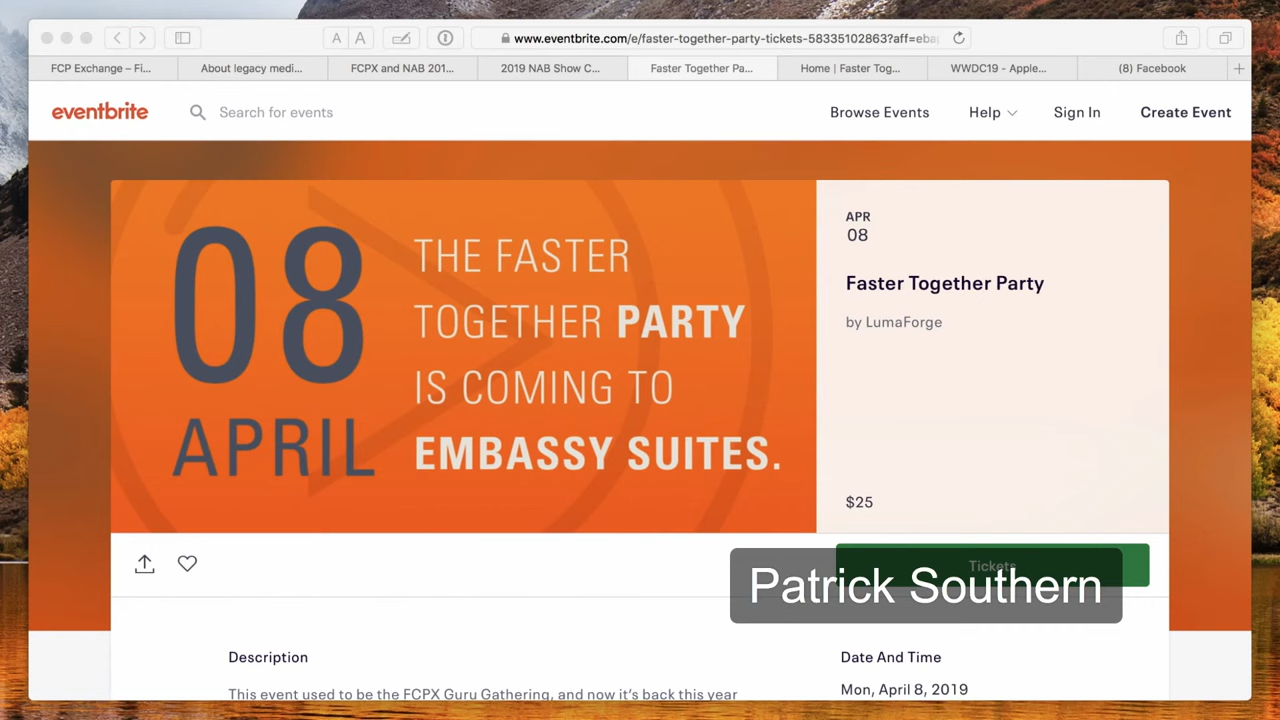 A A www.eventbrite.com/e/faster-together-party-tickets-58335102863?aff=eba
FCP Exchange – Fi... About legacy medi... FCPX and NAB 201... 2019 NAB Show C... Faster Together Pa... Home | Faster Tog... WWDC19 - Apple... (8) Facebook +
eventbrite Search for events Browse Events Help Sign In Create Event
08
APRIL
THE FASTER
TOGETHER PARTY
IS COMING TO
EMBASSY SUITES.
APR
08
Faster Together Party
by LumaForge
$25
Tickets
Patrick Southern
Description
This event used to be the FCPX Guru Gathering, and now it's back this year
Date And Time
Mon, April 8, 2019